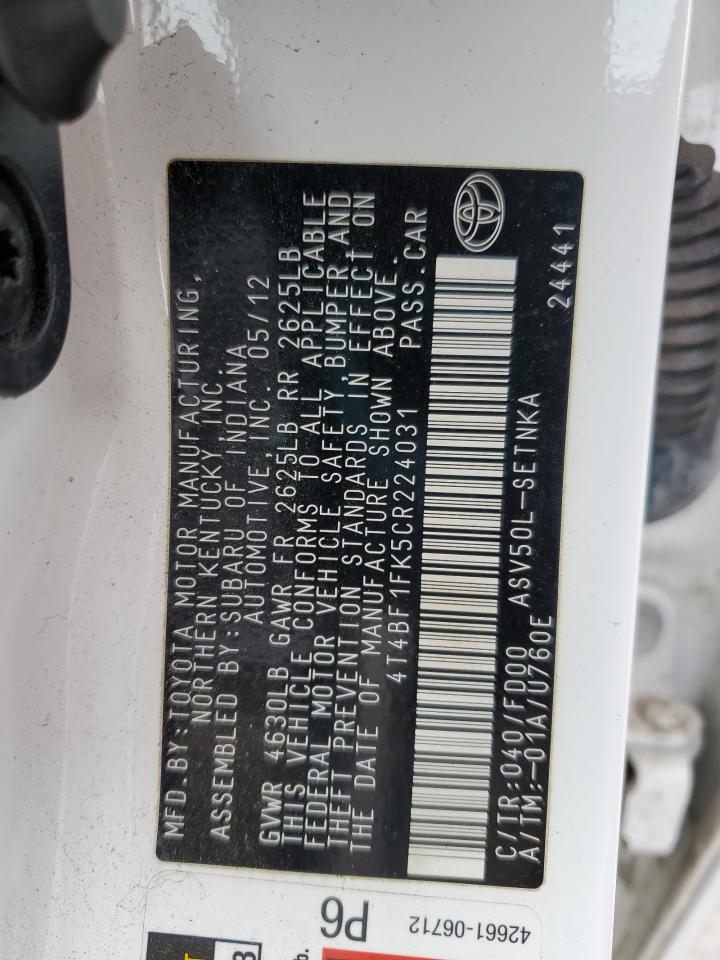 MFD.BY:TOYOTA MOTOR MANUFACTURING,
NORTHERN KENTUCKY, INC.
ASSEMBLED BY:SUBARU OF INDIANA
AUTOMOTIVE,INC. 05/12
GVWR 4630LB GAWR FR 2625LB RR 2625LB
THIS VEHICLE CONFORMS TO ALL APPLICABLE
FEDERAL MOTOR VEHICLE SAFETY,BUMPER,AND
THEFT PREVENTION STANDARDS IN EFFECT ON
THE DATE OF MANUFACTURE SHOWN ABOVE.
4T4BF1FK5CR224031 PASS.CAR
C/TR:040/FD00 ASV50L-SETNKA
A/TM:-01A/U760E 24441
P6
42661-06712